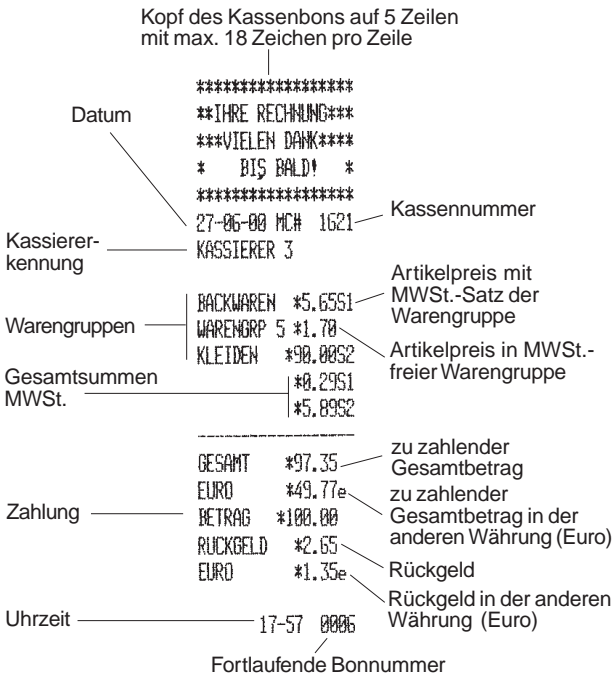 Kopf des Kassenbons auf 5 Zeilen
mit max. 18 Zeichen pro Zeile
******************
**IHRE RECHNUNG***
Datum
***VIELEN DANK****
* BIS BALD! *
******************
27-06-00 MC# 1621
Kassennummer
Kassierer-
kennung
KASSIERER 3
Artikelpreis mit
MWSt.-Satz der
Warengruppe
BACKWAREN *5.65S1
Warengruppen
WARENGRP 5 *1.70
KLEIDEN *90.00S2
Artikelpreis in MWSt.-
freier Warengruppe
Gesamtsummen
MWSt.
*0.29S1
*5.89S2
GESAMT *97.35
zu zahlender
Gesamtbetrag
EURO *49.77e
zu zahlender
Gesamtbetrag in der
anderen Währung (Euro)
Zahlung
BETRAG *100.00
RUCKGELD *2.65
Rückgeld
EURO *1.35e
Rückgeld in der anderen
Währung (Euro)
Uhrzeit
17-57 0006
Fortlaufende Bonnummer